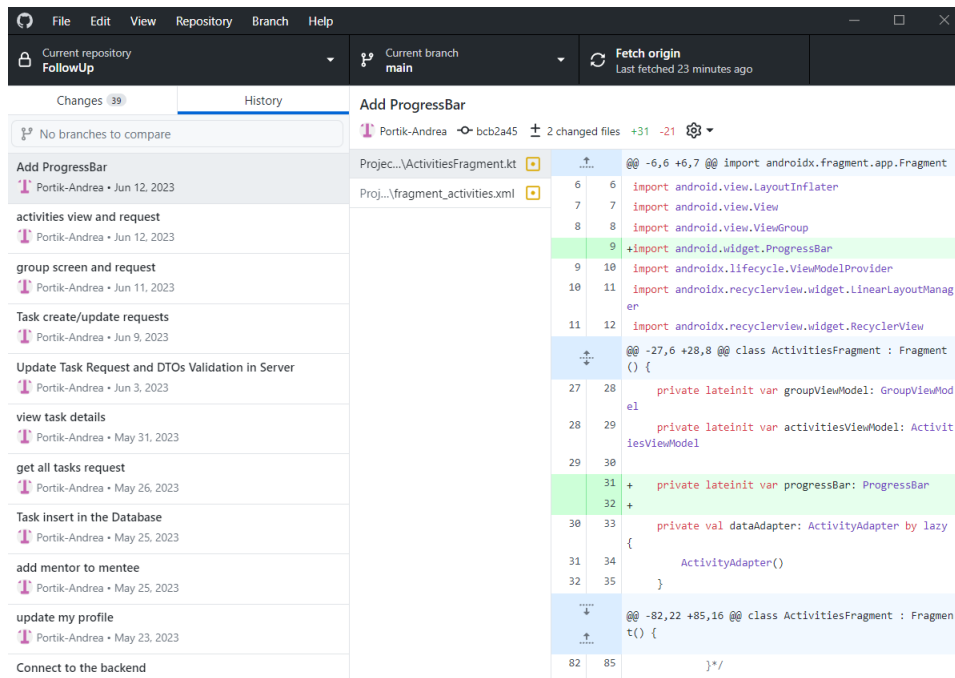 File Edit View Repository Branch Help
Current repository
FollowUp
Current branch
main
Fetch origin
Last fetched 23 minutes ago
Changes 39
History
No branches to compare
Add ProgressBar
Portik-Andrea • Jun 12, 2023
activities view and request
Portik-Andrea • Jun 12, 2023
group screen and request
Portik-Andrea • Jun 11, 2023
Task create/update requests
Portik-Andrea • Jun 9, 2023
Update Task Request and DTOs Validation in Server
Portik-Andrea • Jun 3, 2023
view task details
Portik-Andrea • May 31, 2023
get all tasks request
Portik-Andrea • May 26, 2023
Task insert in the Database
Portik-Andrea • May 25, 2023
add mentor to mentee
Portik-Andrea • May 25, 2023
update my profile
Portik-Andrea • May 23, 2023
Connect to the backend
Add ProgressBar
Portik-Andrea bcb2a45 2 changed files +31 -21
Projec...\ActivitiesFragment.kt
Proj...\fragment_activities.xml
@@ -6,6 +6,7 @@ import androidx.fragment.app.Fragment
6 6 import android.view.LayoutInflater
7 7 import android.view.View
8 8 import android.view.ViewGroup
9 +import android.widget.ProgressBar
9 10 import androidx.lifecycle.ViewModelProvider
10 11 import androidx.recyclerview.widget.LinearLayoutManag
er
11 12 import androidx.recyclerview.widget.RecyclerView
@@ -27,6 +28,8 @@ class ActivitiesFragment : Fragment
() {
27 28 private lateinit var groupViewModel: GroupViewMod
el
28 29 private lateinit var activitiesViewModel: Activit
iesViewModel
29 30
31 + private lateinit var progressBar: ProgressBar
32 +
30 33 private val dataAdapter: ActivityAdapter by lazy
{
31 34 ActivityAdapter()
32 35 }
@@ -82,22 +85,16 @@ class ActivitiesFragment : Fragmen
t() {
82 85 }*/